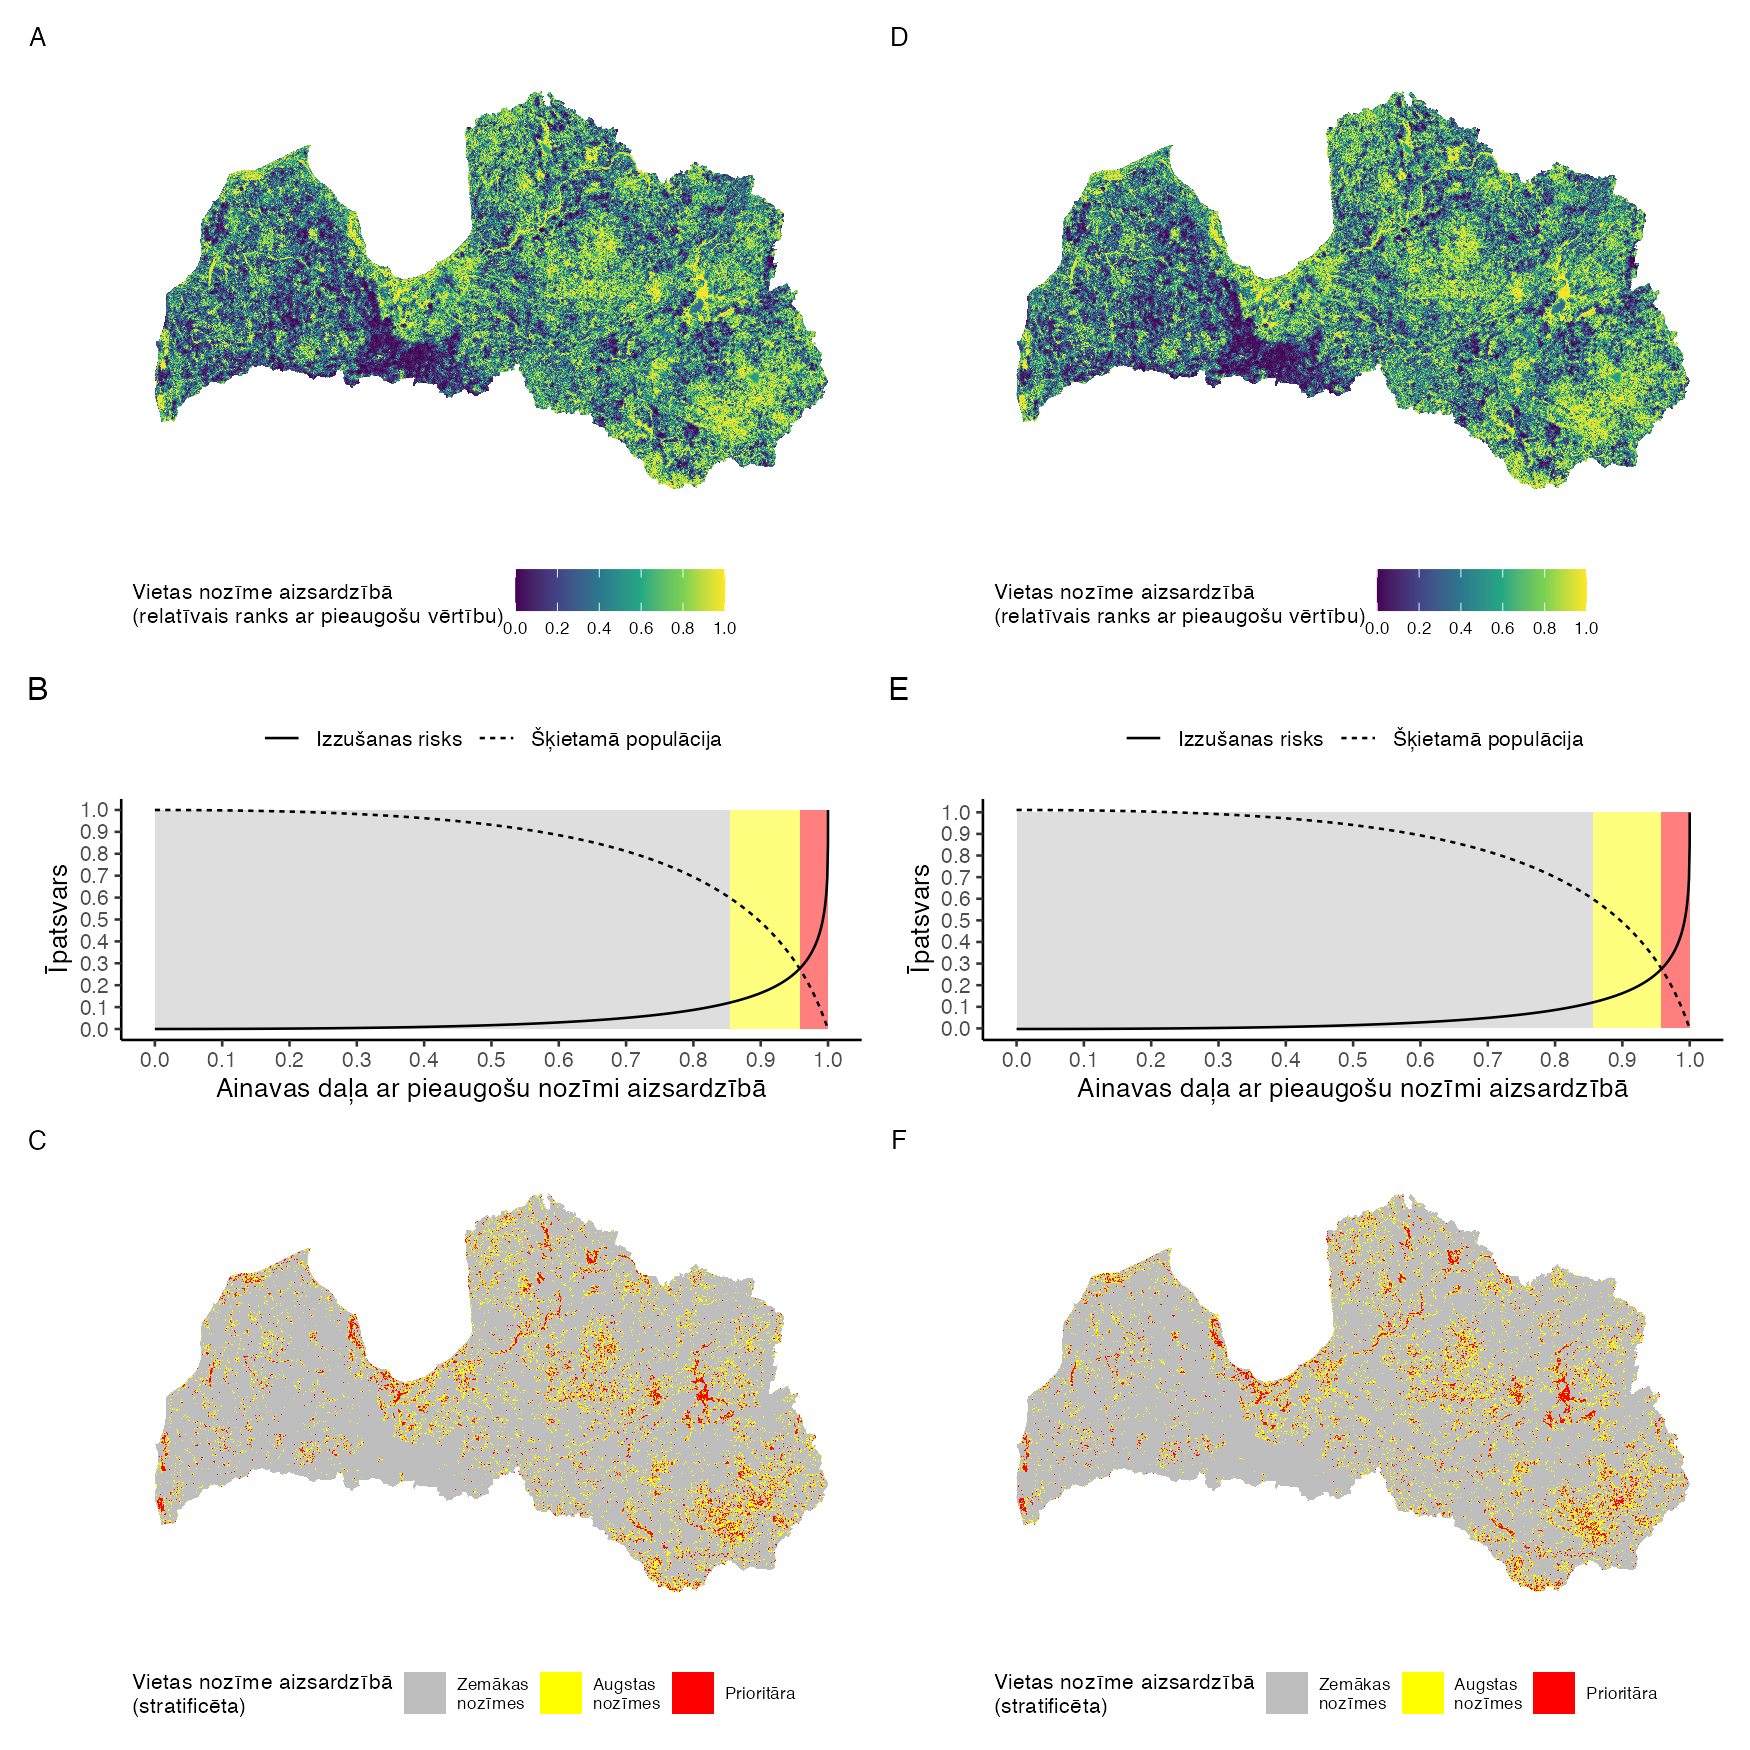 A
D
Vietas nozīme aizsardzībā
(relatīvais ranks ar pieaugošu vērtību)
0.0 0.2 0.4 0.6 0.8 1.0
Vietas nozīme aizsardzībā
(relatīvais ranks ar pieaugošu vērtību)
0.0 0.2 0.4 0.6 0.8 1.0
B
Izzušanas risks
Šķietamā populācija
Īpatsvars
1.0
0.9
0.8
0.7
0.6
0.5
0.4
0.3
0.2
0.1
0.0
0.0 0.1 0.2 0.3 0.4 0.5 0.6 0.7 0.8 0.9 1.0
Ainavas daļa ar pieaugošu nozīmi aizsardzībā
E
Izzušanas risks
Šķietamā populācija
Īpatsvars
1.0
0.9
0.8
0.7
0.6
0.5
0.4
0.3
0.2
0.1
0.0
0.0 0.1 0.2 0.3 0.4 0.5 0.6 0.7 0.8 0.9 1.0
Ainavas daļa ar pieaugošu nozīmi aizsardzībā
C
F
Vietas nozīme aizsardzībā
(stratificēta)
Zemākas
nozīmes
Augstas
nozīmes
Prioritāra
Vietas nozīme aizsardzībā
(stratificēta)
Zemākas
nozīmes
Augstas
nozīmes
Prioritāra